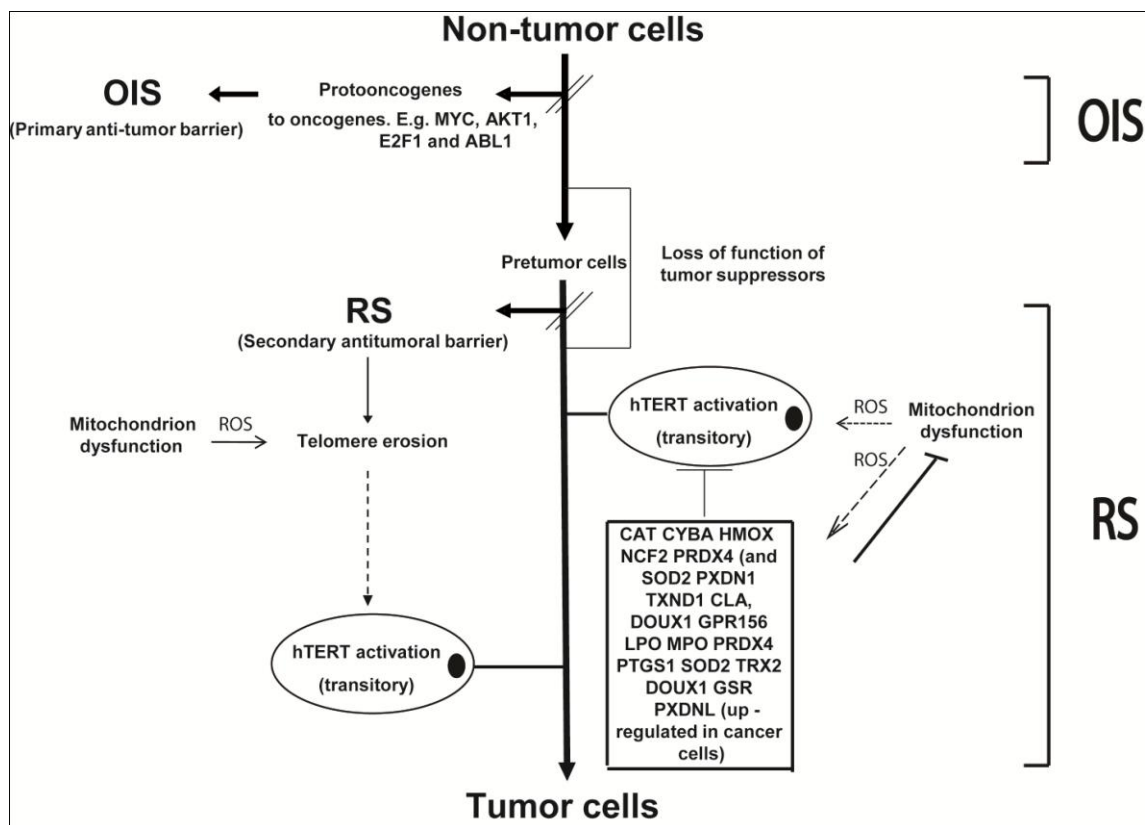 Non-tumor cells
OIS
(Primary anti-tumor barrier)
Protooncogenes
to oncogenes. E.g. MYC, AKT1,
E2F1 and ABL1
OIS
Pretumor cells
Loss of function of
tumor suppressors
RS
(Secondary antitumoral barrier)
Mitochondrion
dysfunction
ROS
Telomere erosion
hTERT activation
(transitory)
ROS
ROS
Mitochondrion
dysfunction
RS
CAT CYBA HMOX
NCF2 PRDX4 (and
SOD2 PXDN1
TXND1 CLA,
DOUX1 GPR156
LPO MPO PRDX4
PTGS1 SOD2 TRX2
DOUX1 GSR
PXDNL (up -
regulated in cancer
cells)
hTERT activation
(transitory)
Tumor cells